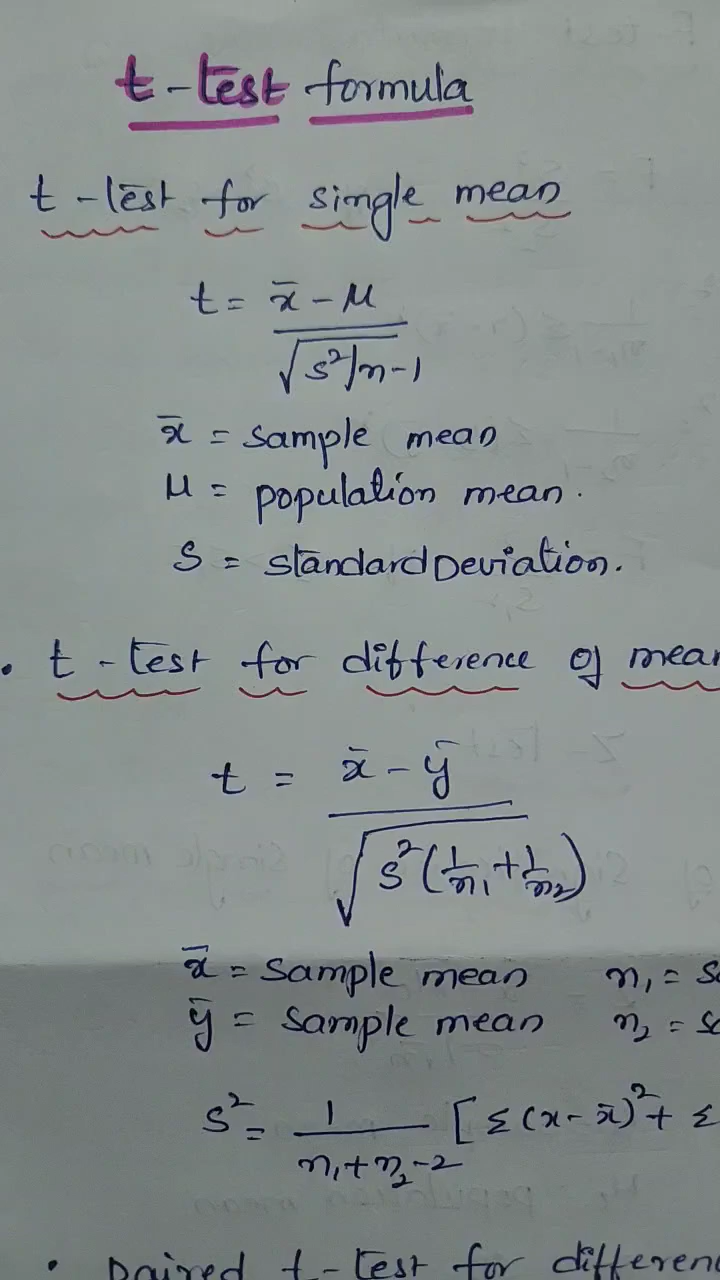 t-test formula
t-test for single mean
t = x̄ - μ
√s²/n-1
x̄ = sample mean
μ = population mean.
S = standard Deviation.
. t-test for difference of mean
t = x̄ - ȳ
√s²(1/n₁ + 1/n₂)
x̄ = sample mean n₁ =
ȳ = sample mean n₂ =
s² = 1/n₁+n₂-2 [Σ(x-x̄)² + Σ
. paired t-test for differen